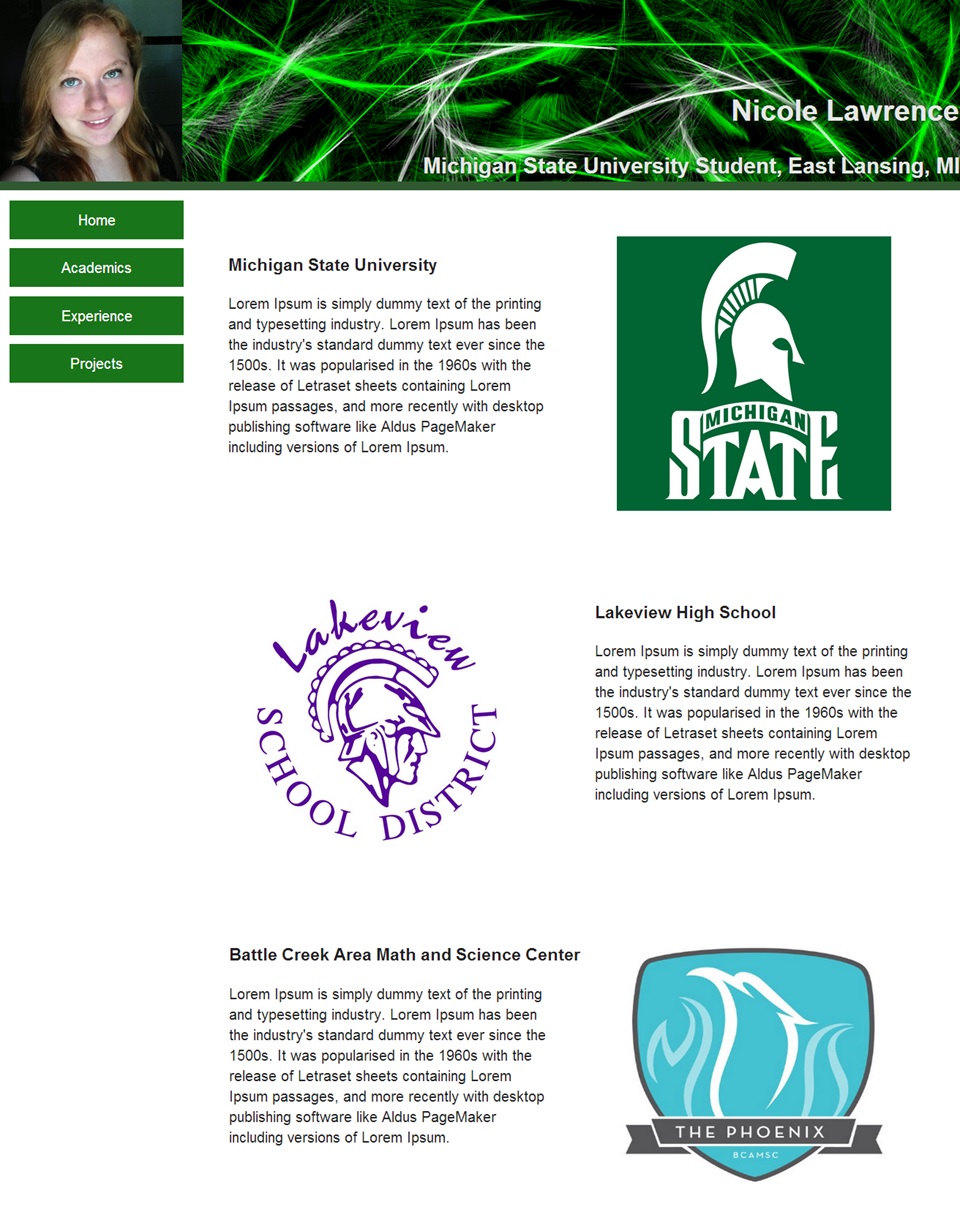 Nicole Lawrence
Michigan State University Student, East Lansing, MI
Home
Academics
Experience
Projects
Michigan State University
Lorem Ipsum is simply dummy text of the printing
and typesetting industry. Lorem Ipsum has been
the industry's standard dummy text ever since the
1500s. It was popularised in the 1960s with the
release of Letraset sheets containing Lorem
Ipsum passages, and more recently with desktop
publishing software like Aldus PageMaker
including versions of Lorem Ipsum.
MICHIGAN
STATE
Lakeview
SCHOOL DISTRICT
Lakeview High School
Lorem Ipsum is simply dummy text of the printing
and typesetting industry. Lorem Ipsum has been
the industry's standard dummy text ever since the
1500s. It was popularised in the 1960s with the
release of Letraset sheets containing Lorem
Ipsum passages, and more recently with desktop
publishing software like Aldus PageMaker
including versions of Lorem Ipsum.
Battle Creek Area Math and Science Center
Lorem Ipsum is simply dummy text of the printing
and typesetting industry. Lorem Ipsum has been
the industry's standard dummy text ever since the
1500s. It was popularised in the 1960s with the
release of Letraset sheets containing Lorem
Ipsum passages, and more recently with desktop
publishing software like Aldus PageMaker
including versions of Lorem Ipsum.
THE PHOENIX
BCAMSC